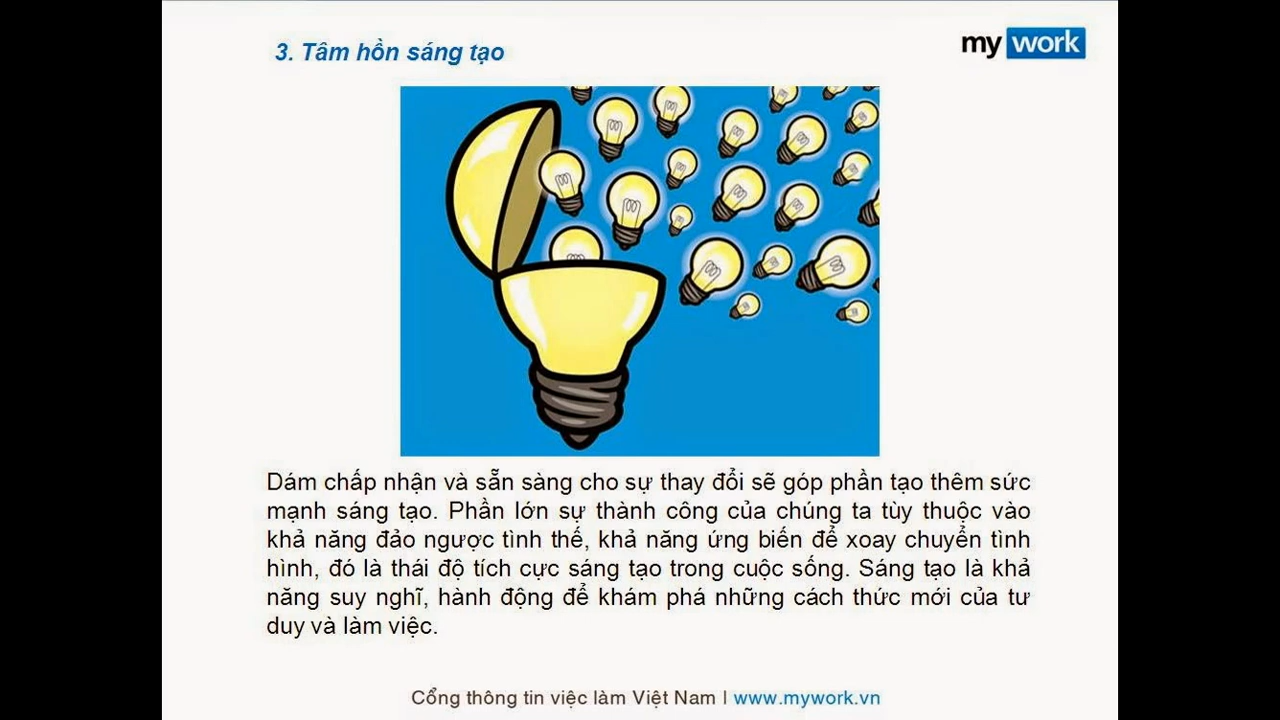 3. Tâm hồn sáng tạo
my work
Dám chấp nhận và sẵn sàng cho sự thay đổi sẽ góp phần tạo thêm sức
mạnh sáng tạo. Phần lớn sự thành công của chúng ta tùy thuộc vào
khả năng đảo ngược tình thế, khả năng ứng biến để xoay chuyển tình
hình, đó là thái độ tích cực sáng tạo trong cuộc sống. Sáng tạo là khả
năng suy nghĩ, hành động để khám phá những cách thức mới của tư
duy và làm việc.
Cổng thông tin việc làm Việt Nam | www.mywork.vn